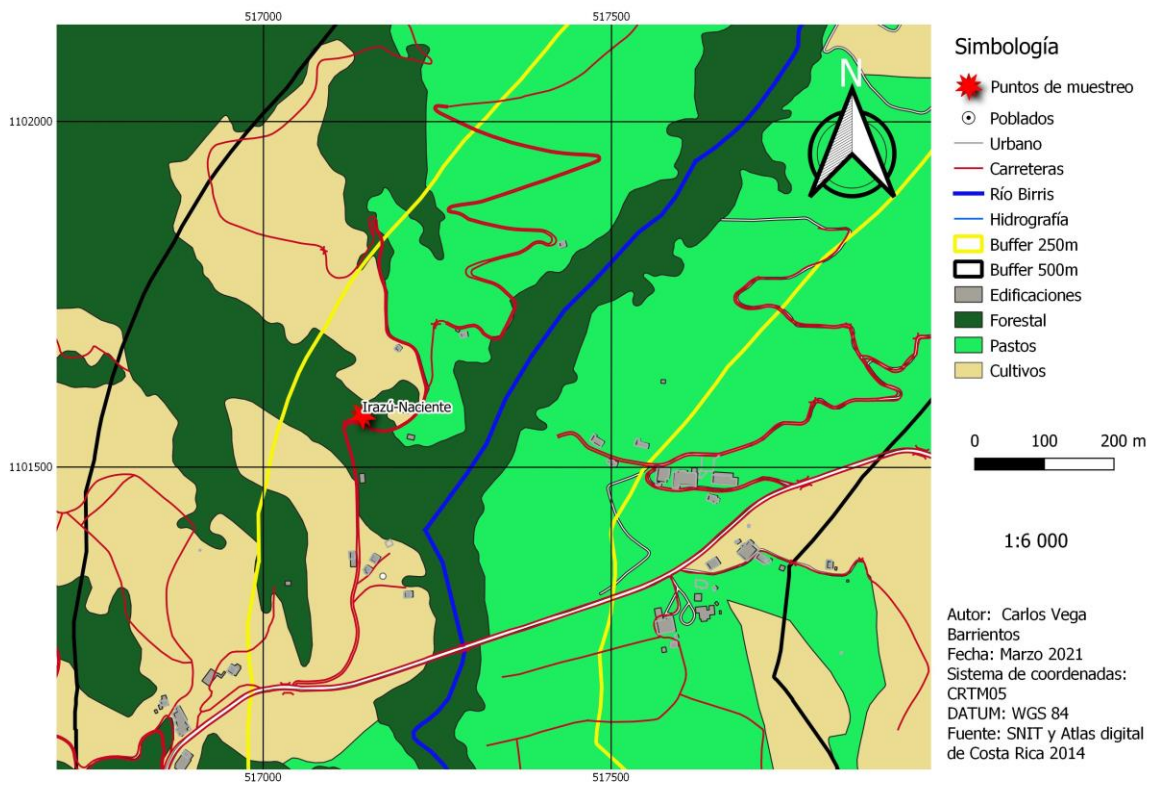 517000
517500
1102000
1101500
Irazú-Naciente
517000
517500
Simbología
N
Puntos de muestreo
Poblados
Urbano
Carreteras
Río Birris
Hidrografía
Buffer 250m
Buffer 500m
Edificaciones
Forestal
Pastos
Cultivos
0 100 200 m
1:6 000
Autor: Carlos Vega
Barrientos
Fecha: Marzo 2021
Sistema de coordenadas:
CRTM05
DATUM: WGS 84
Fuente: SNIT y Atlas digital
de Costa Rica 2014